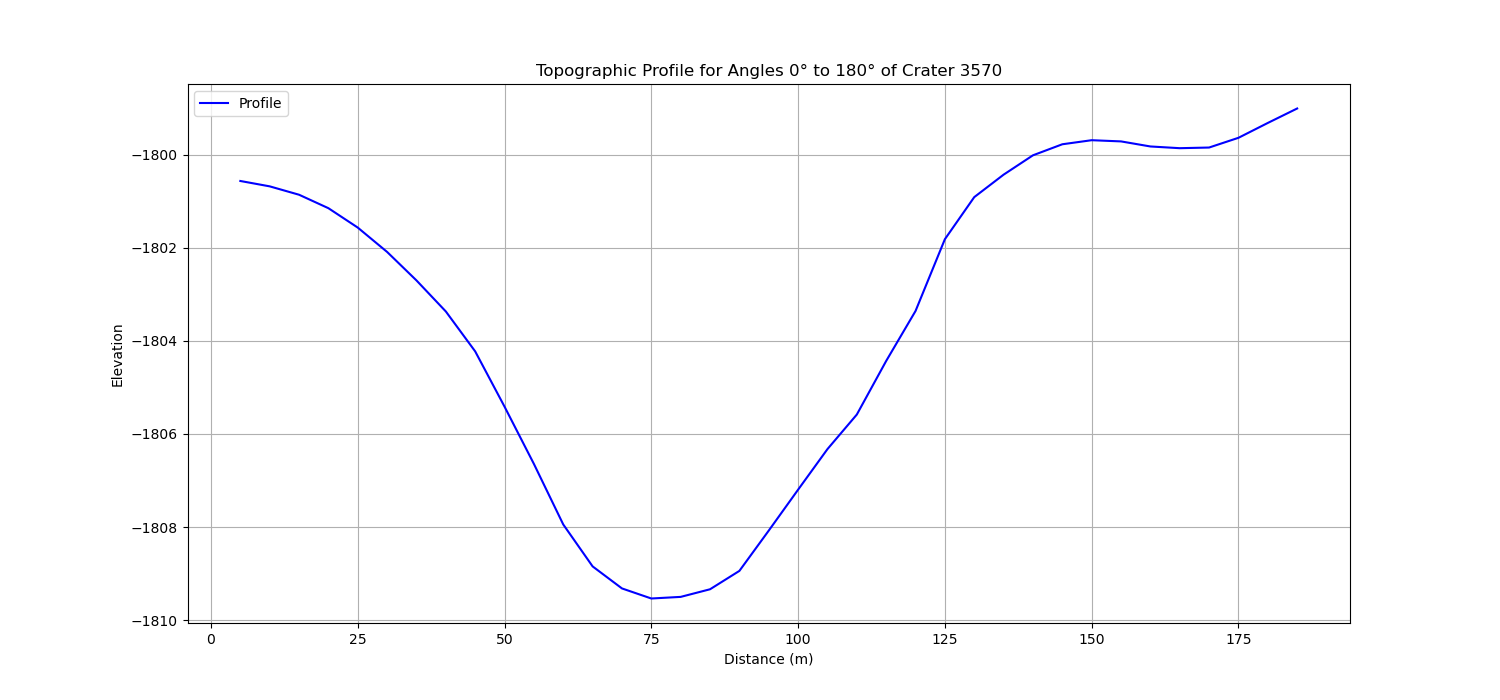 Topographic Profile for Angles 0° to 180° of Crater 3570
Profile
Elevation
−1800
−1802
−1804
−1806
−1808
−1810
0 25 50 75 100 125 150 175
Distance (m)